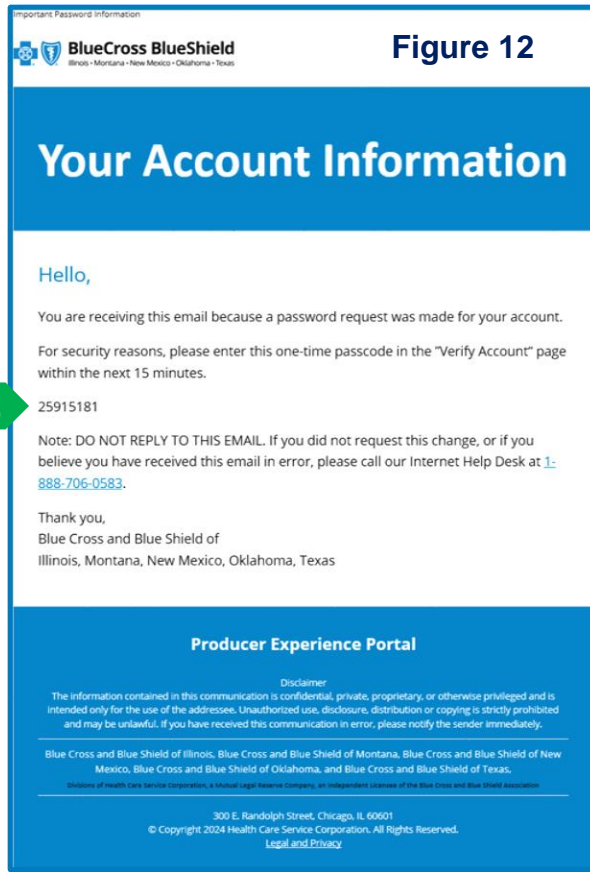 Important Password Information
BlueCross BlueShield
Illinois • Montana • New Mexico • Oklahoma • Texas
Figure 12
Your Account Information
Hello,
You are receiving this email because a password request was made for your account.
For security reasons, please enter this one-time passcode in the "Verify Account" page
within the next 15 minutes.
25915181
Note: DO NOT REPLY TO THIS EMAIL. If you did not request this change, or if you
believe you have received this email in error, please call our Internet Help Desk at 1-
888-706-0583.
Thank you,
Blue Cross and Blue Shield of
Illinois, Montana, New Mexico, Oklahoma, Texas
Producer Experience Portal
Disclaimer
The information contained in this communication is confidential, private, proprietary, or otherwise privileged and is
intended only for the use of the addressee. Unauthorized use, disclosure, distribution or copying is strictly prohibited
and may be unlawful. If you have received this communication in error, please notify the sender immediately.
Blue Cross and Blue Shield of Illinois, Blue Cross and Blue Shield of Montana, Blue Cross and Blue Shield of New
Mexico, Blue Cross and Blue Shield of Oklahoma, and Blue Cross and Blue Shield of Texas,
Divisions of Health Care Service Corporation, a Mutual Legal Reserve Company, an Independent Licensee of the Blue Cross and Blue Shield Association
300 E. Randolph Street, Chicago, IL 60601
© Copyright 2024 Health Care Service Corporation. All Rights Reserved.
Legal and Privacy